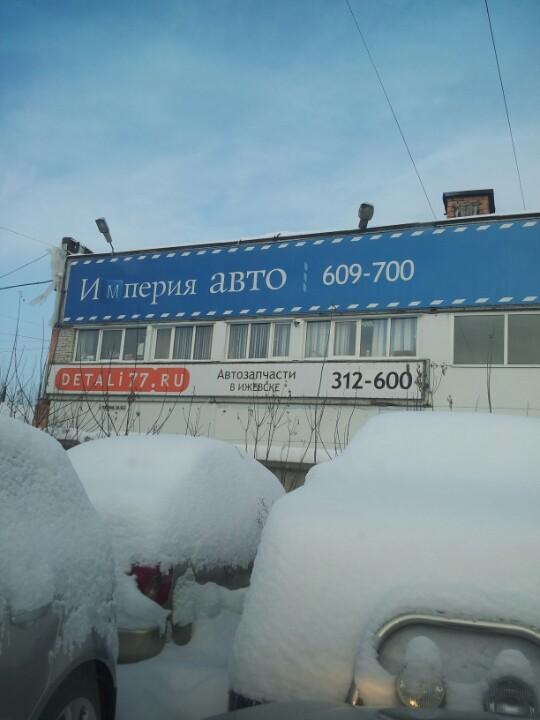 Империя авто 609-700
DETALi77.RU Автозапчасти в ижевске 312-600